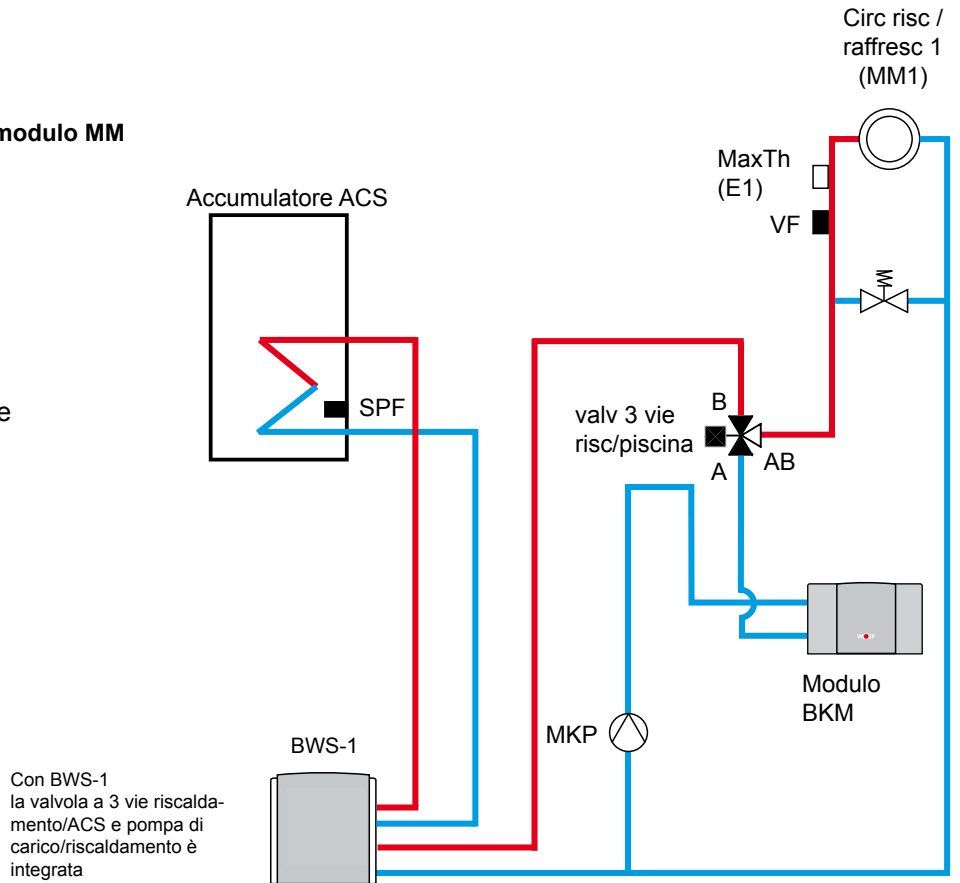 Circ risc /
raffresc 1
(MM1)
modulo MM
MaxTh
(E1)
Accumulatore ACS
VF
SPF
e
B
valv 3 vie
risc/piscina
AB
A
Modulo
BKM
MKP
BWS-1
Con BWS-1
la valvola a 3 vie riscalda-
mento/ACS e pompa di
carico/riscaldamento è
integrata